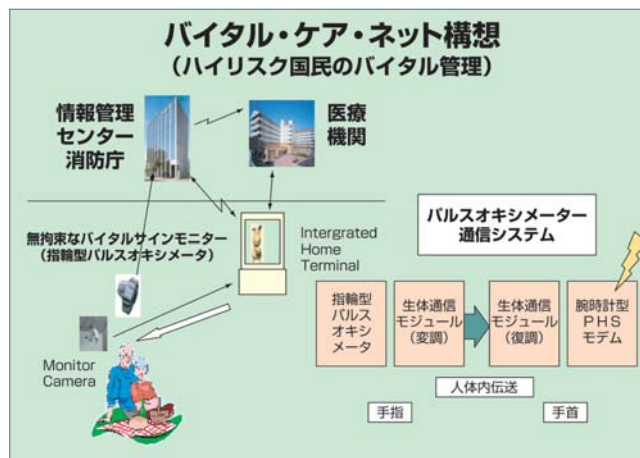 バイタル・ケア・ネット構想
(ハイリスク国民のバイタル管理)
情報管理
センター
消防庁
医療
機関
無拘束なバイタルサインモニター
(指輪型パルスオキシメータ)
Intergrated
Home
Terminal
パルスオキシメーター
通信システム
指輪型
パルス
オキシ
メータ
生体通信
モジュール
(変調)
生体通信
モジュール
(復調)
腕時計型
PHS
モデム
Monitor
Camera
人体内伝送
手指
手首